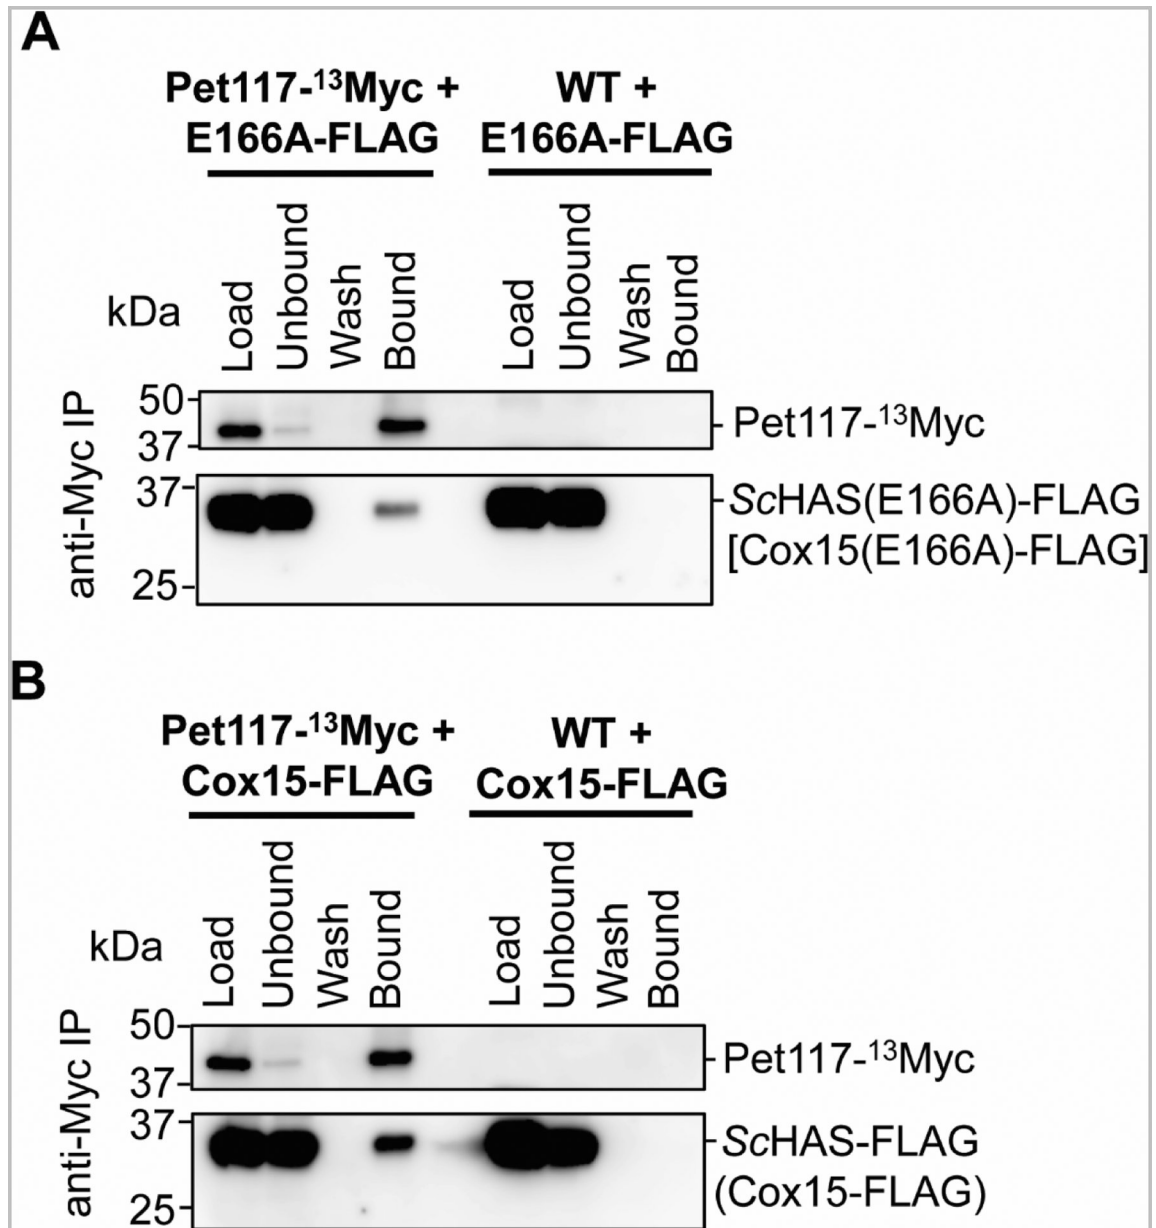 A
Pet117-¹³Myc +
E166A-FLAG
WT +
E166A-FLAG
kDa
Load
Unbound
Wash
Bound
Load
Unbound
Wash
Bound
anti-Myc IP
50-
37-
-Pet117-¹³Myc
37-
25-
-ScHAS(E166A)-FLAG
[Cox15(E166A)-FLAG]
B
Pet117-¹³Myc +
Cox15-FLAG
WT +
Cox15-FLAG
kDa
Load
Unbound
Wash
Bound
Load
Unbound
Wash
Bound
anti-Myc IP
50-
37-
-Pet117-¹³Myc
37-
25-
-ScHAS-FLAG
(Cox15-FLAG)